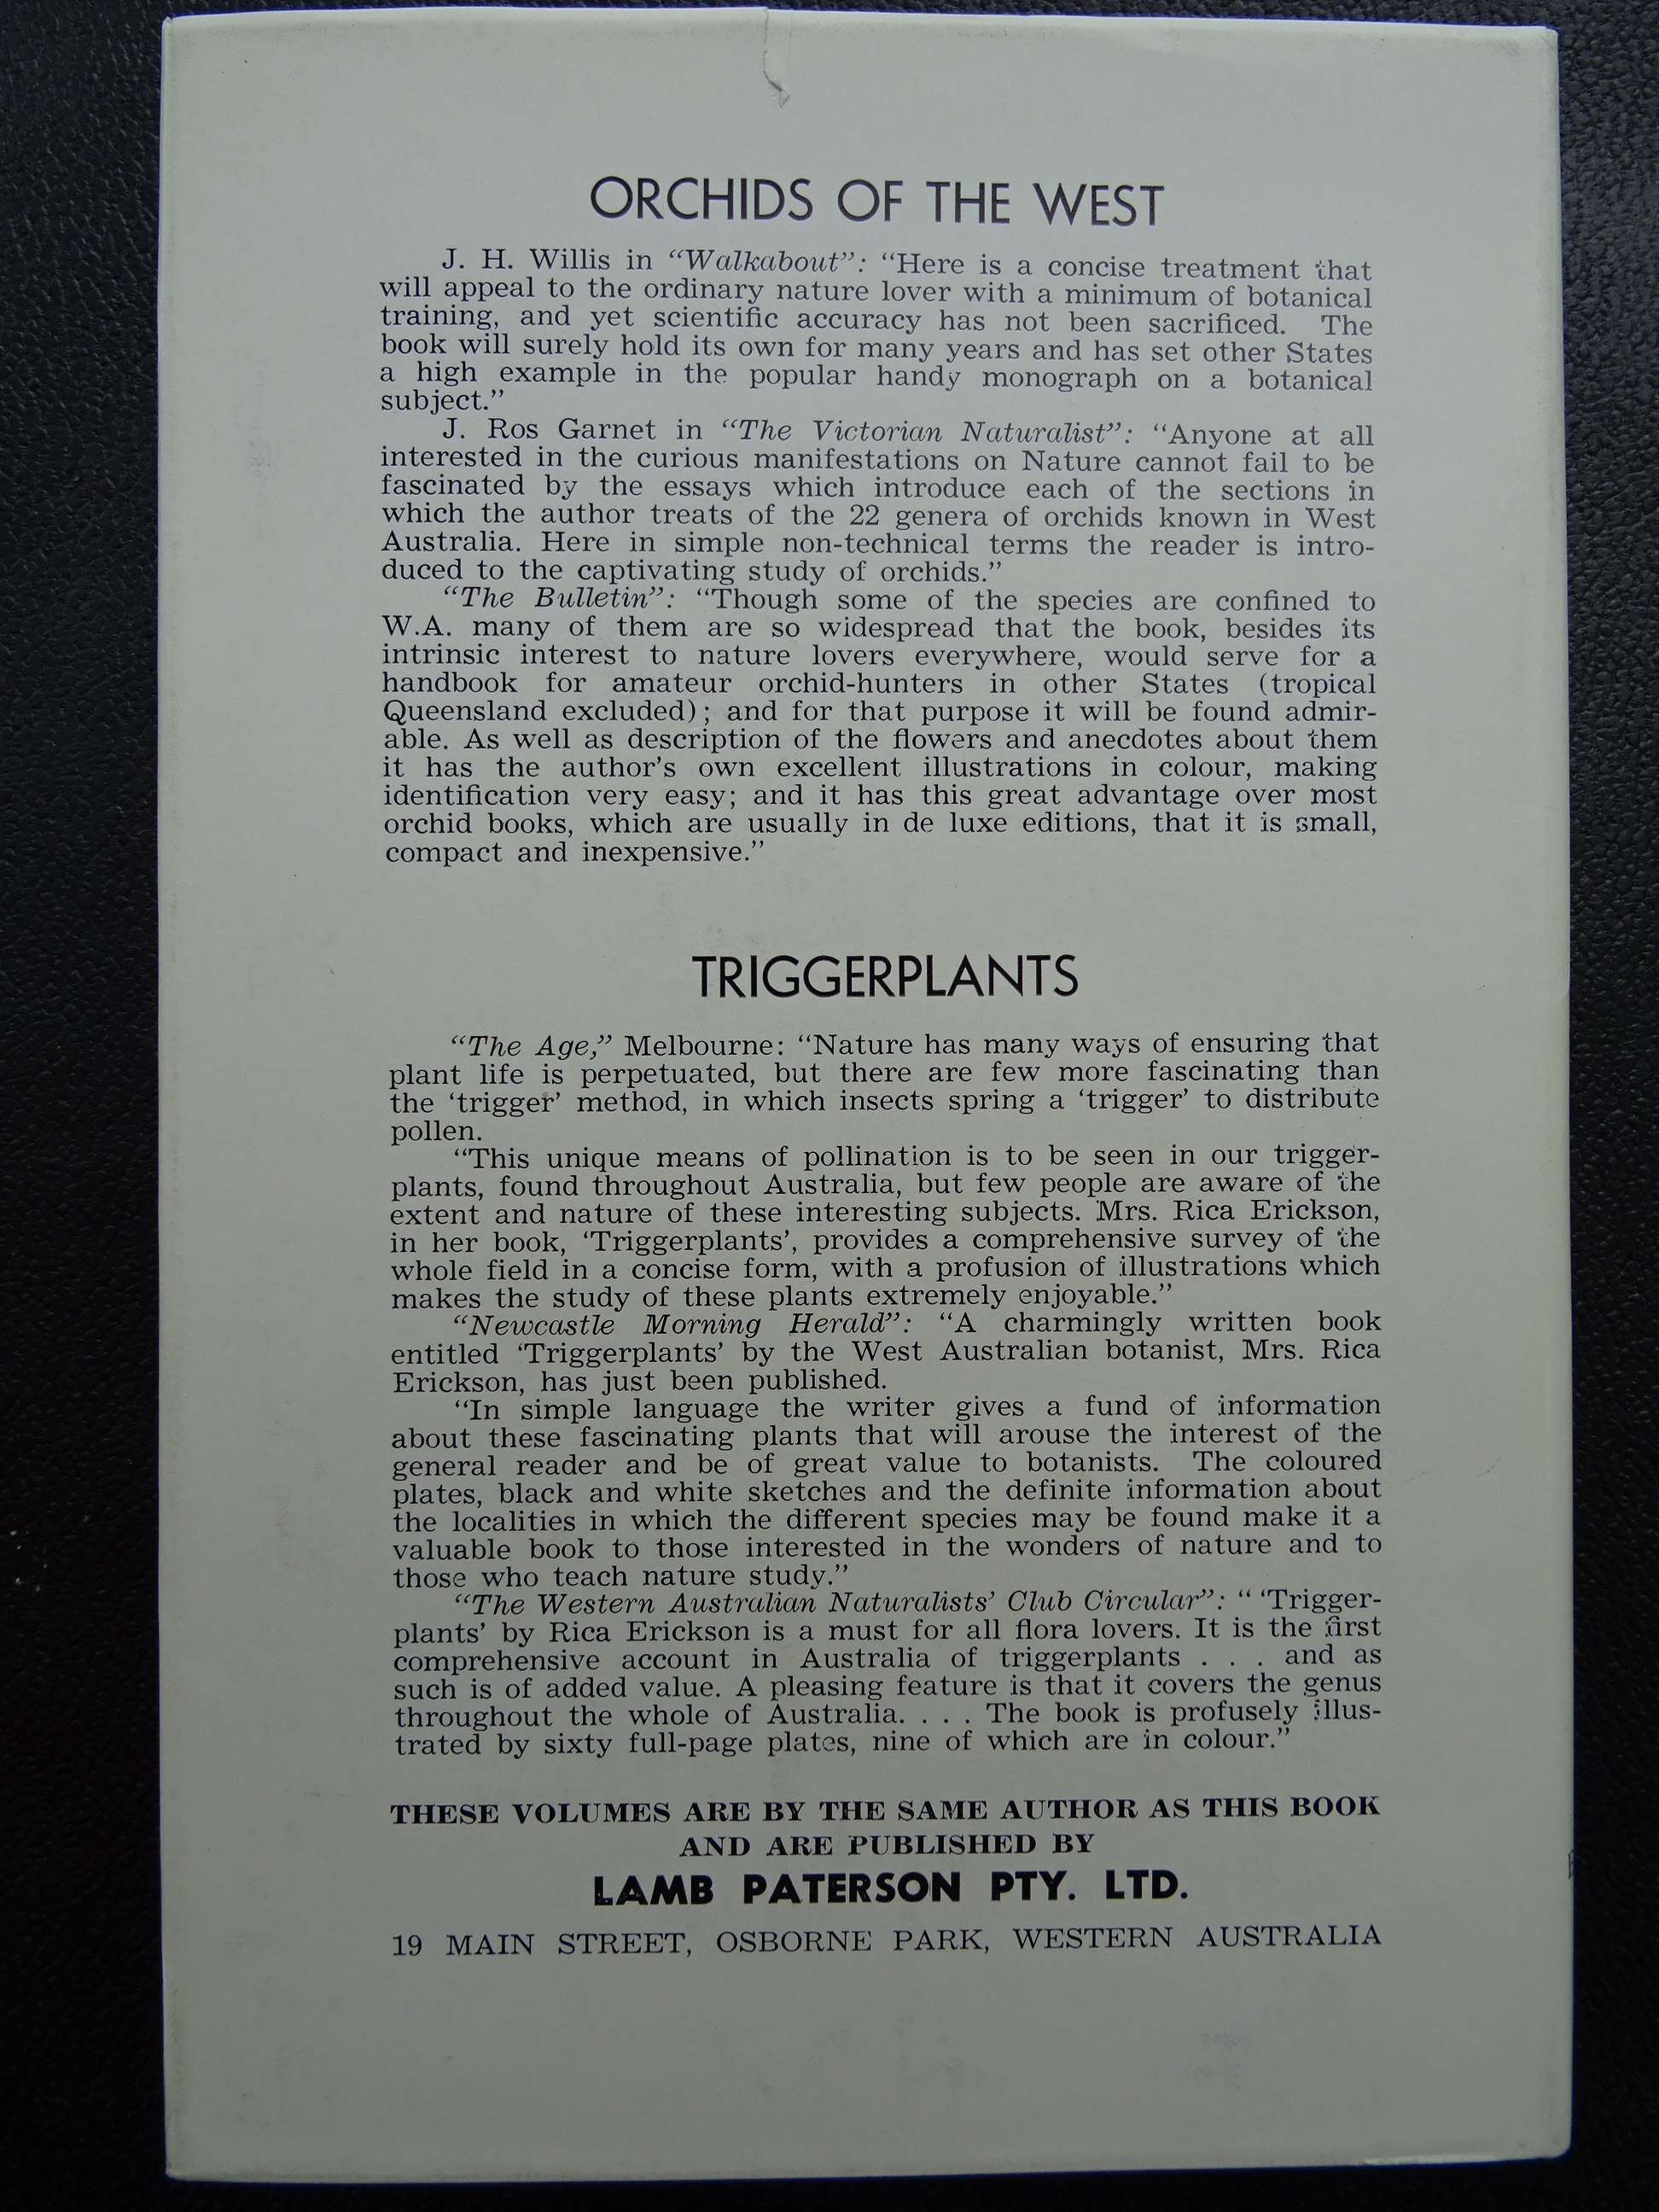 ORCHIDS OF THE WEST
J. H. Willis in “Walkabout”: “Here is a concise treatment that
will appeal to the ordinary nature lover with a minimum of botanical
training, and yet scientific accuracy has not been sacrificed. The
book will surely hold its own for many years and has set other States
a high example in the popular handy monograph on a botanical
subject.”
J. Ros Garnet in “The Victorian Naturalist”: “Anyone at all
interested in the curious manifestations on Nature cannot fail to be
fascinated by the essays which introduce each of the sections in
which the author treats of the 22 genera of orchids known in West
Australia. Here in simple non-technical terms the reader is intro-
duced to the captivating study of orchids.”
“The Bulletin”: “Though some of the species are confined to
W.A. many of them are so widespread that the book, besides its
intrinsic interest to nature lovers everywhere, would serve for a
handbook for amateur orchid-hunters in other States (tropical
Queensland excluded); and for that purpose it will be found admir-
able. As well as description of the flowers and anecdotes about them
it has the author’s own excellent illustrations in colour, making
identification very easy; and it has this great advantage over most
orchid books, which are usually in de luxe editions, that it is small,
compact and inexpensive.”
TRIGGERPLANTS
“The Age,” Melbourne: “Nature has many ways of ensuring that
plant life is perpetuated, but there are few more fascinating than
the ‘trigger’ method, in which insects spring a ‘trigger’ to distribute
pollen.
“This unique means of pollination is to be seen in our trigger-
plants, found throughout Australia, but few people are aware of the
extent and nature of these interesting subjects. Mrs. Rica Erickson,
in her book, ‘Triggerplants’, provides a comprehensive survey of the
whole field in a concise form, with a profusion of illustrations which
makes the study of these plants extremely enjoyable.”
“Newcastle Morning Herald”: “A charmingly written book
entitled ‘Triggerplants’ by the West Australian botanist, Mrs. Rica
Erickson, has just been published.
“In simple language the writer gives a fund of information
about these fascinating plants that will arouse the interest of the
general reader and be of great value to botanists. The coloured
plates, black and white sketches and the definite information about
the localities in which the different species may be found make it a
valuable book to those interested in the wonders of nature and to
those who teach nature study.”
“The Western Australian Naturalists’ Club Circular”: “ ‘Trigger-
plants’ by Rica Erickson is a must for all flora lovers. It is the first
comprehensive account in Australia of triggerplants . . . and as
such is of added value. A pleasing feature is that it covers the genus
throughout the whole of Australia. . . . The book is profusely illus-
trated by sixty full-page plates, nine of which are in colour.”
THESE VOLUMES ARE BY THE SAME AUTHOR AS THIS BOOK
AND ARE PUBLISHED BY
LAMB PATERSON PTY. LTD.
19 MAIN STREET, OSBORNE PARK, WESTERN AUSTRALIA